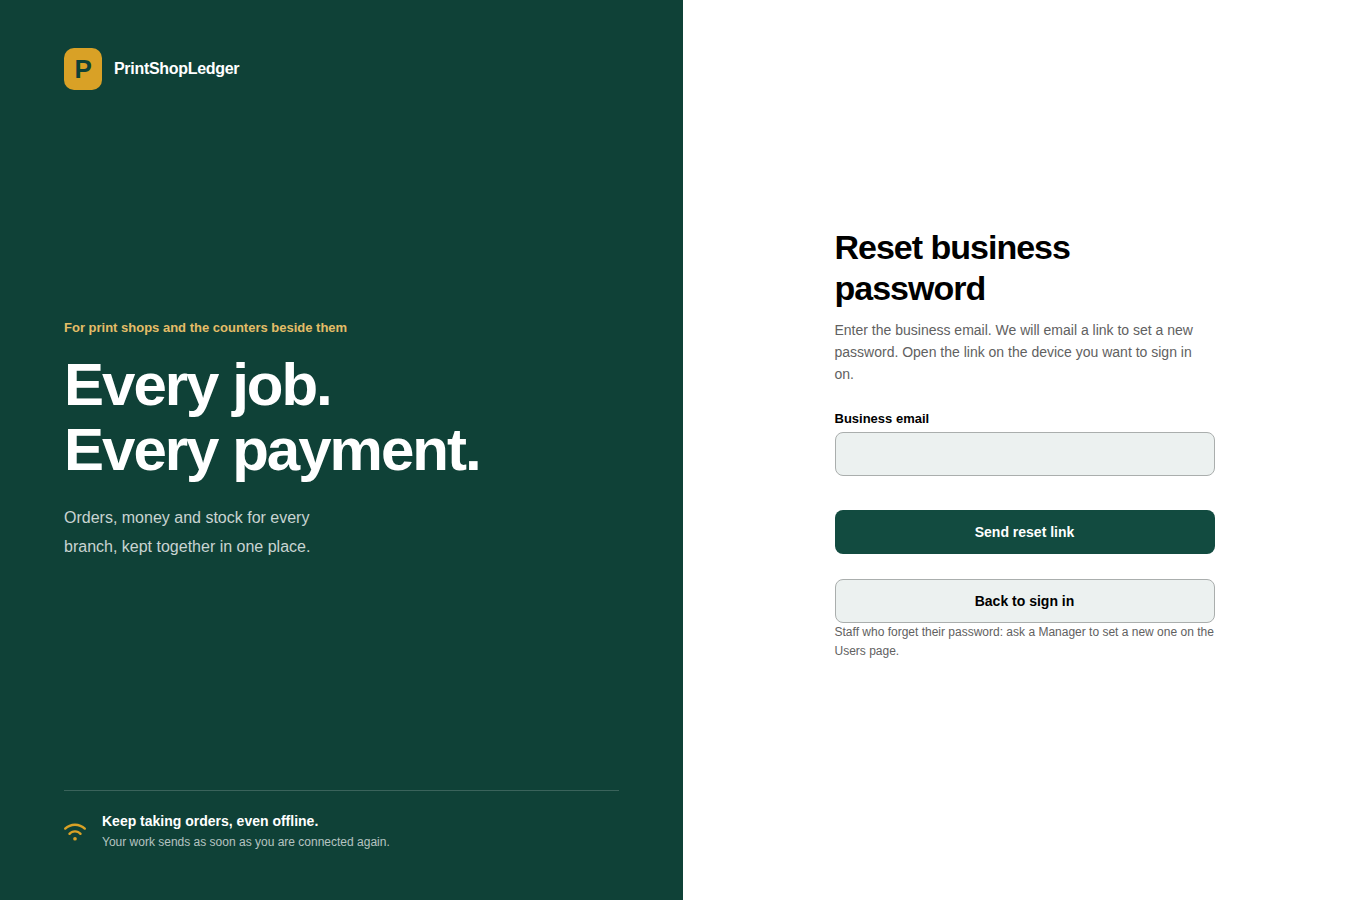 P
PrintShopLedger
For print shops and the counters beside them
Every job.
Every payment.
Orders, money and stock for every
branch, kept together in one place.
Keep taking orders, even offline.
Your work sends as soon as you are connected again.
Reset business
password
Enter the business email. We will email a link to set a new
password. Open the link on the device you want to sign in
on.
Business email
Send reset link
Back to sign in
Staff who forget their password: ask a Manager to set a new one on the
Users page.